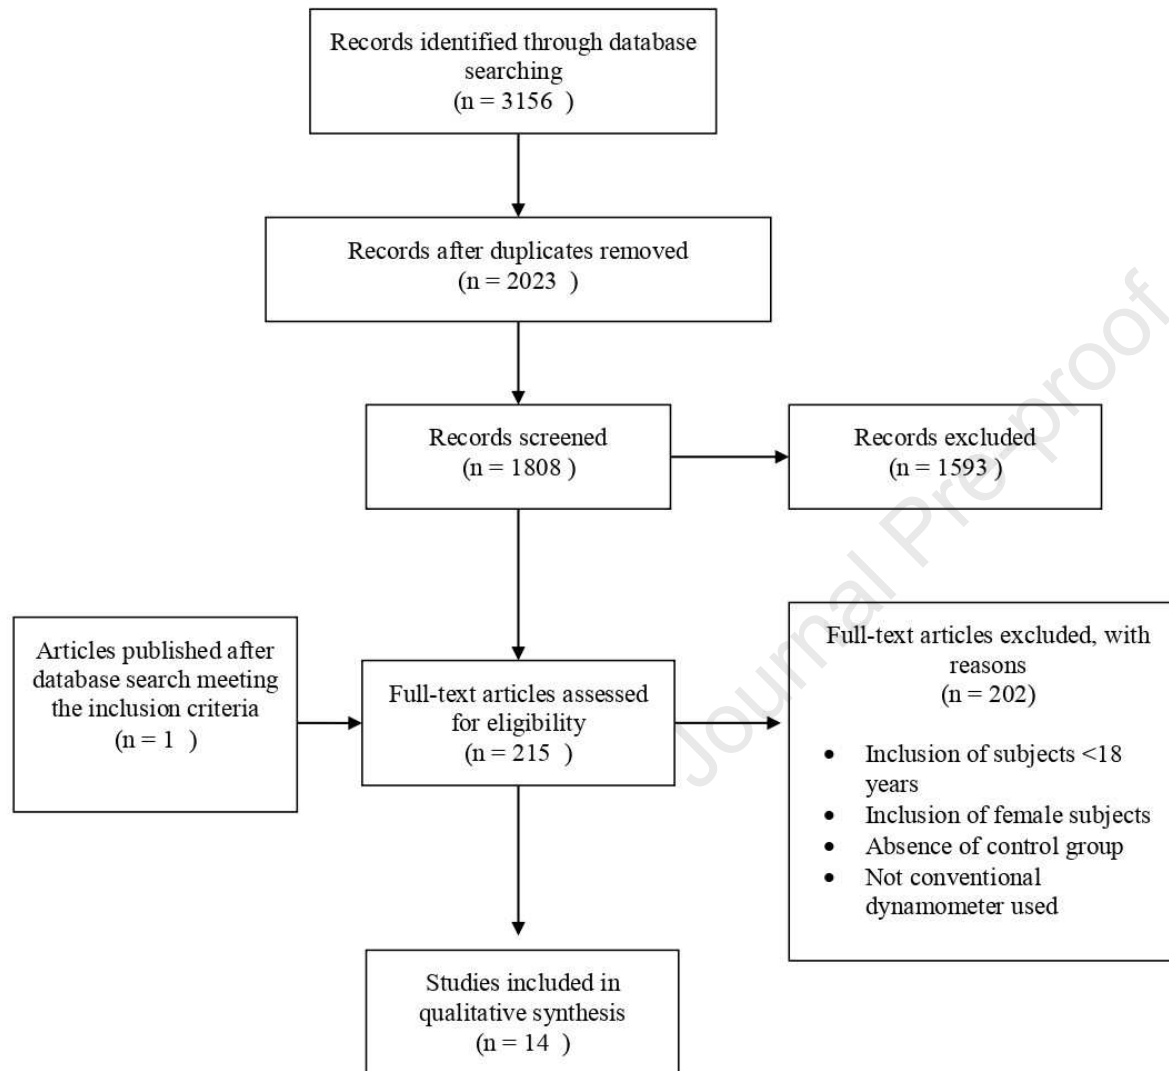 Records identified through database
searching
(n = 3156 )
Records after duplicates removed
(n = 2023 )
Records screened
(n = 1808 )
Records excluded
(n = 1593 )
Articles published after
database search meeting
the inclusion criteria
(n = 1 )
Full-text articles assessed
for eligibility
(n = 215 )
Full-text articles excluded, with
reasons
(n = 202)
• Inclusion of subjects <18
years
• Inclusion of female subjects
• Absence of control group
• Not conventional
dynamometer used
Studies included in
qualitative synthesis
(n = 14 )
Journal Pre-proof